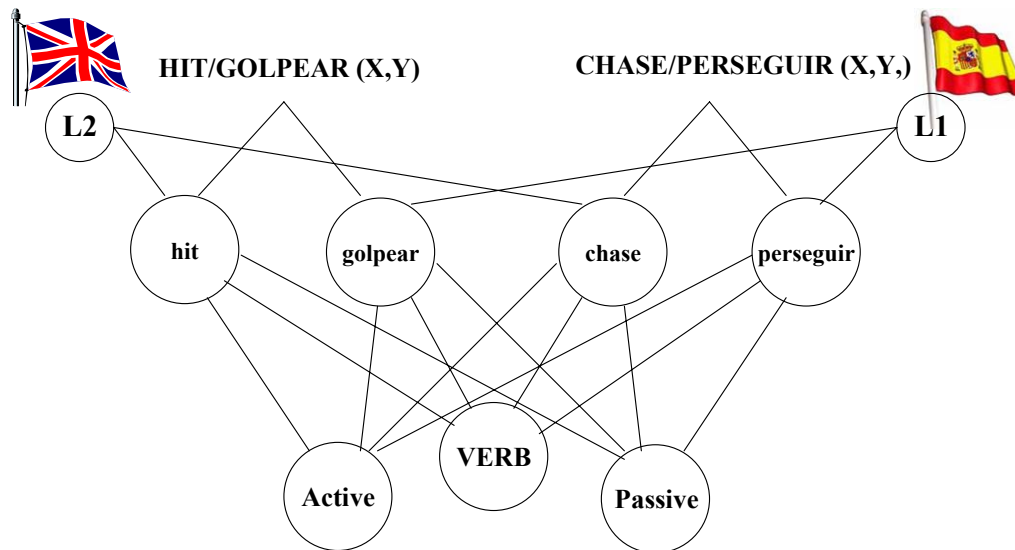 HIT/GOLPEAR (X,Y)
CHASE/PERSEGUIR (X,Y,)
L2
L1
hit
golpear
chase
perseguir
VERB
Active
Passive